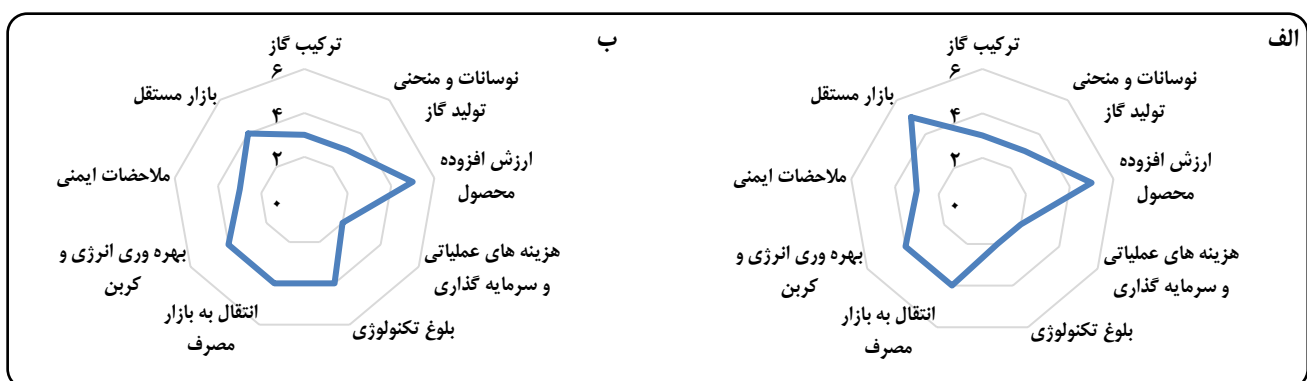 الف
ترکیب گاز
نوسانات و منحنی
تولید گاز
ارزش افزوده
محصول
هزینه های عملیاتی
و سرمایه گذاری
بلوغ تکنولوژی
انتقال به بازار
مصرف
بهره وری انرژی و
کربن
ملاحضات ایمنی
بازار مستقل
۶
۴
۲
۰
ب
ترکیب گاز
نوسانات و منحنی
تولید گاز
ارزش افزوده
محصول
هزینه های عملیاتی
و سرمایه گذاری
بلوغ تکنولوژی
انتقال به بازار
مصرف
بهره وری انرژی و
کربن
ملاحضات ایمنی
بازار مستقل
۶
۴
۲
۰